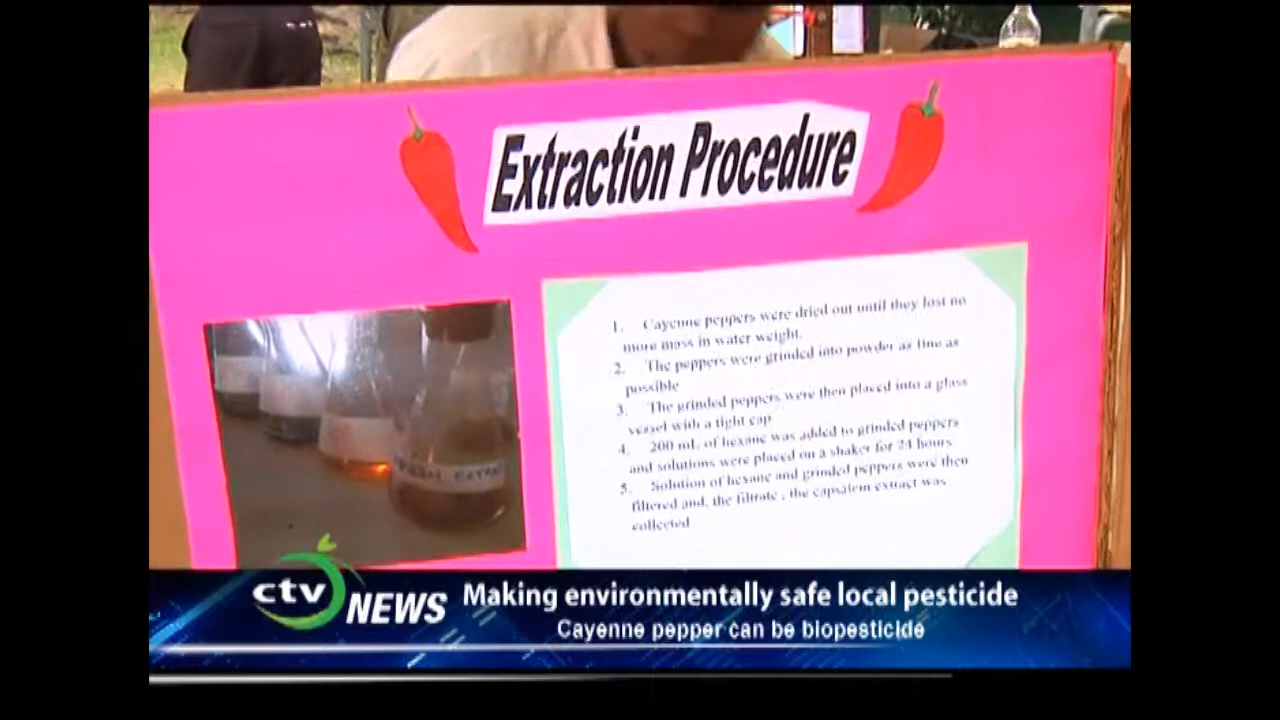 Extraction Procedure
1. Cayenne peppers were dried out until they lost no
more mass in water weight.
2. The peppers were grinded into powder as fine as
possible
3. The grinded peppers were then placed into a glass
vessel with a tight cap
4. 200 mL of hexane was added to grinded peppers
and solutions were placed on a shaker for 24 hours
5. Solution of hexane and grinded peppers were then
filtered and, the filtrate , the capsaicin extract was
collected
ctv NEWS
Making environmentally safe local pesticide
Cayenne pepper can be biopesticide